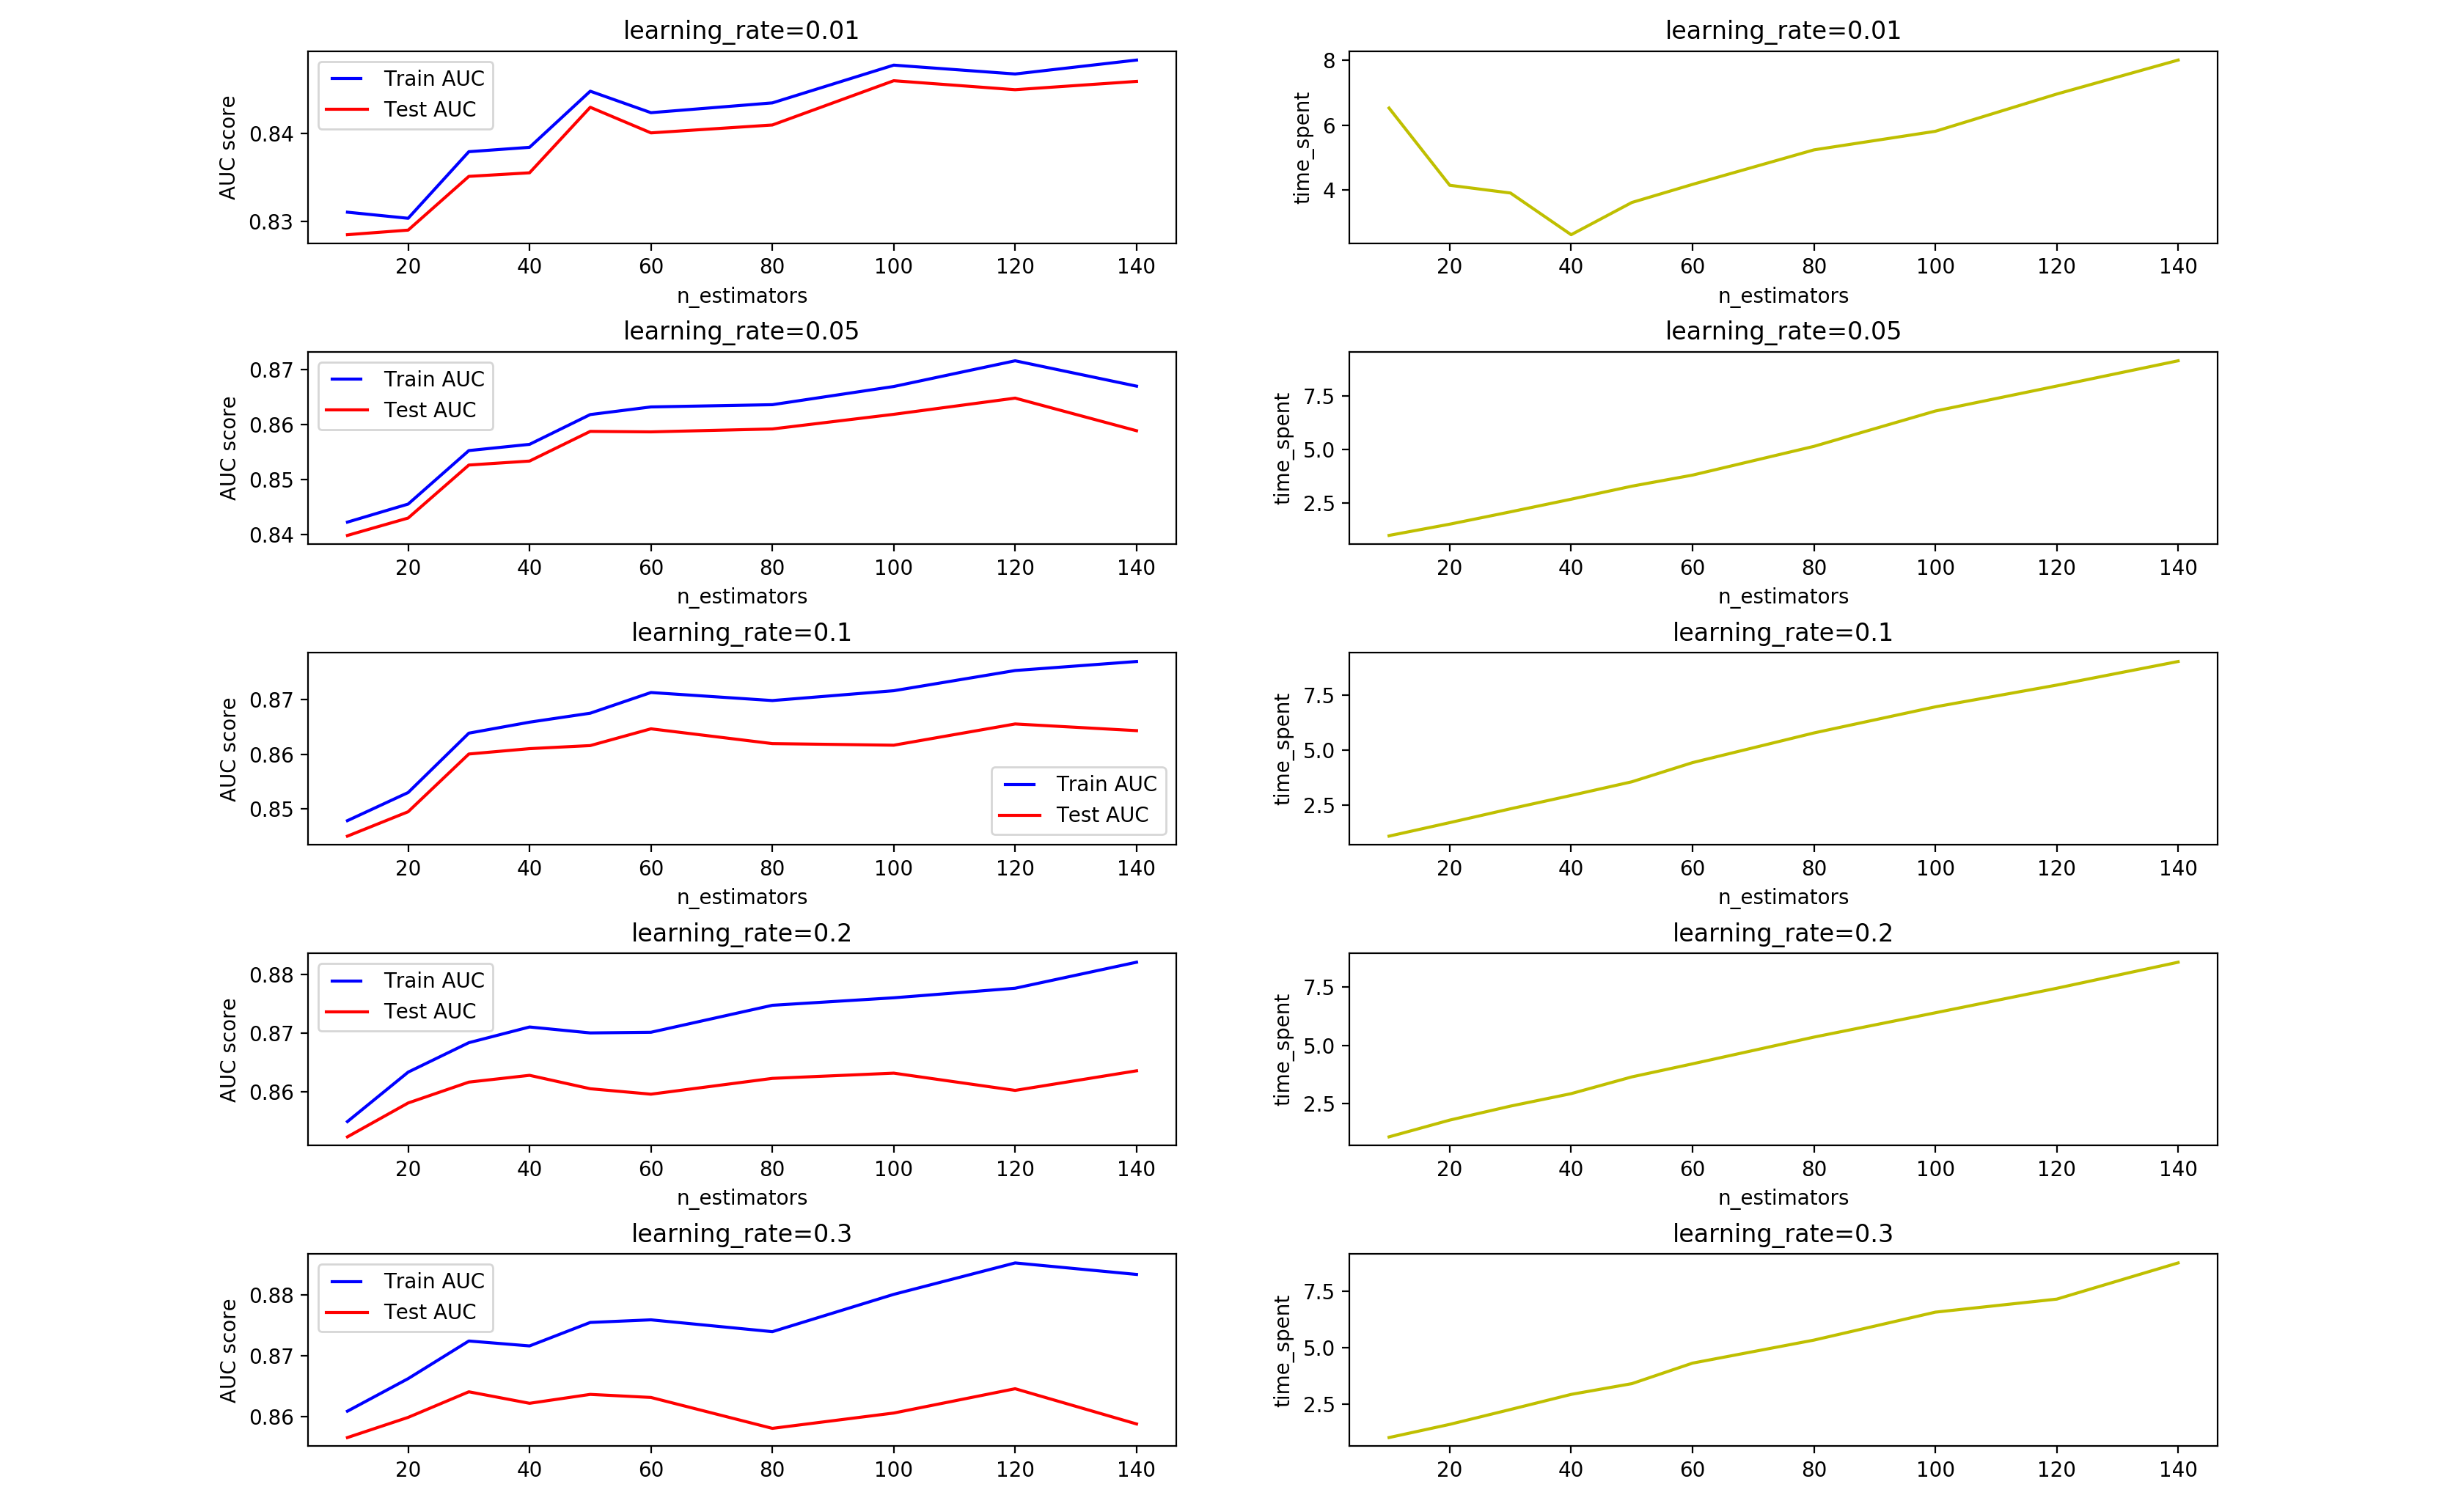 learning_rate=0.01
Train AUC
Test AUC
AUC score
0.84
0.83
20 40 60 80 100 120 140
n_estimators
learning_rate=0.01
time_spent
8
6
4
20 40 60 80 100 120 140
n_estimators
learning_rate=0.05
Train AUC
Test AUC
AUC score
0.87
0.86
0.85
0.84
20 40 60 80 100 120 140
n_estimators
learning_rate=0.05
time_spent
7.5
5.0
2.5
20 40 60 80 100 120 140
n_estimators
learning_rate=0.1
AUC score
0.87
0.86
0.85
Train AUC
Test AUC
20 40 60 80 100 120 140
n_estimators
learning_rate=0.1
time_spent
7.5
5.0
2.5
20 40 60 80 100 120 140
n_estimators
learning_rate=0.2
Train AUC
Test AUC
AUC score
0.88
0.87
0.86
20 40 60 80 100 120 140
n_estimators
learning_rate=0.2
time_spent
7.5
5.0
2.5
20 40 60 80 100 120 140
n_estimators
learning_rate=0.3
Train AUC
Test AUC
AUC score
0.88
0.87
0.86
20 40 60 80 100 120 140
learning_rate=0.3
time_spent
7.5
5.0
2.5
20 40 60 80 100 120 140